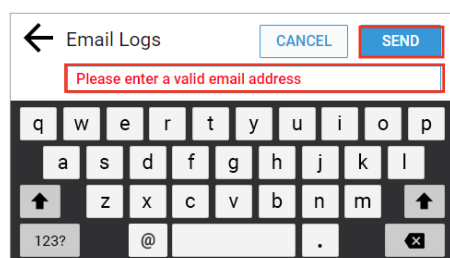 Email Logs CANCEL SEND
Please enter a valid email address
q w e r t y u i o p
a s d f g h j k l
z x c v b n m
123? @ .